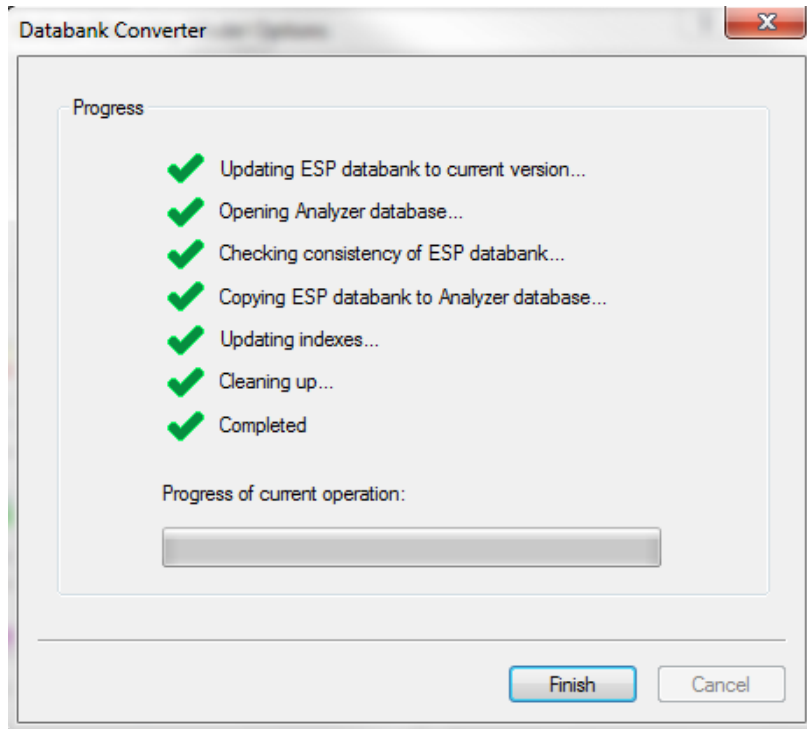 Databank Converter
Progress
Updating ESP databank to current version...
Opening Analyzer database...
Checking consistency of ESP databank...
Copying ESP databank to Analyzer database...
Updating indexes...
Cleaning up...
Completed
Progress of current operation:
Finish Cancel